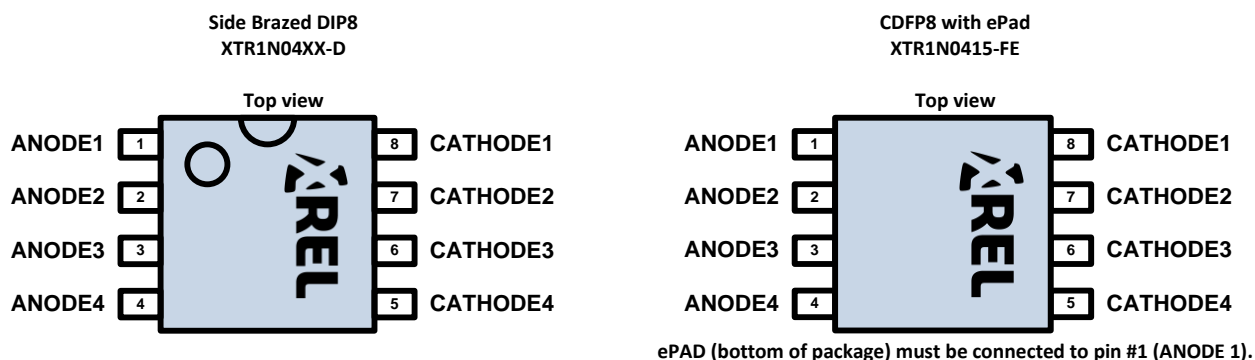 Side Brazed DIP8
XTR1N04XX-D
Top view
ANODE1 1 8 CATHODE1
ANODE2 2 7 CATHODE2
ANODE3 3 6 CATHODE3
ANODE4 4 5 CATHODE4
XREL
CDFP8 with ePad
XTR1N0415-FE
Top view
ANODE1 1 8 CATHODE1
ANODE2 2 7 CATHODE2
ANODE3 3 6 CATHODE3
ANODE4 4 5 CATHODE4
XREL
ePAD (bottom of package) must be connected to pin #1 (ANODE 1).